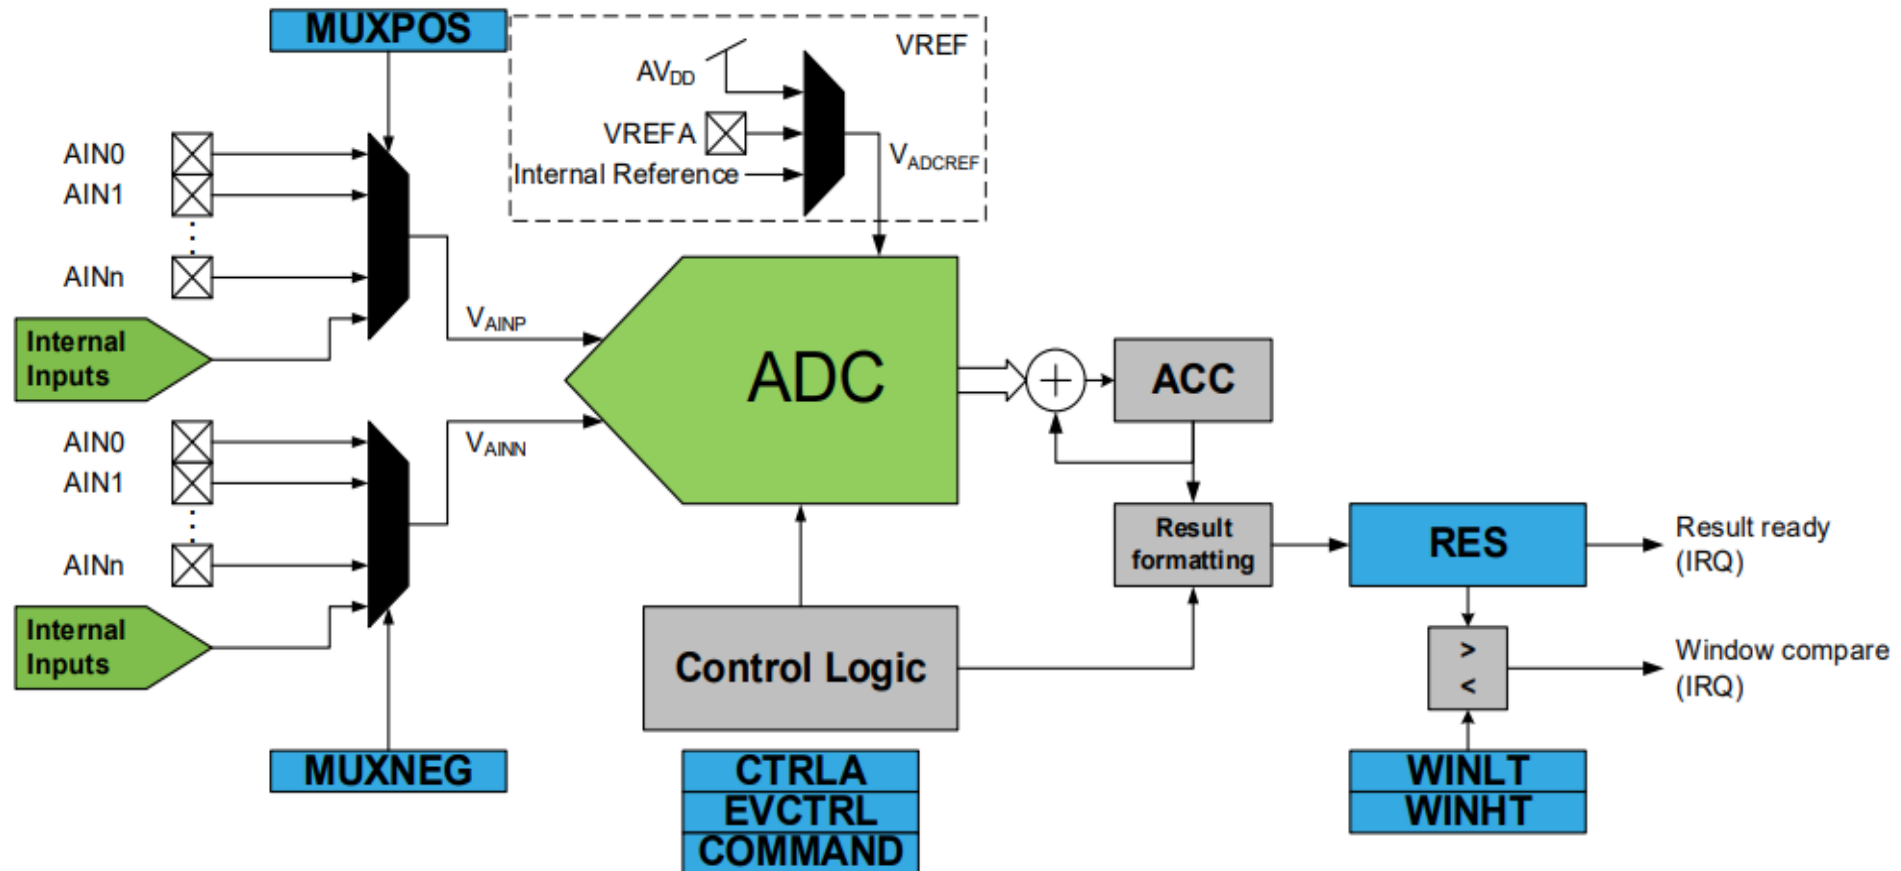 MUXPOS
VREF
AVDD
VREFA
Internal Reference
VADCREF
AIN0
AIN1
AINn
Internal
Inputs
VAINP
ADC
ACC
AIN0
AIN1
AINn
VAINN
Internal
Inputs
Result
formatting
RES
Result ready
(IRQ)
Control Logic
>
<
Window compare
(IRQ)
MUXNEG
CTRLA
EVCTRL
COMMAND
WINLT
WINHT